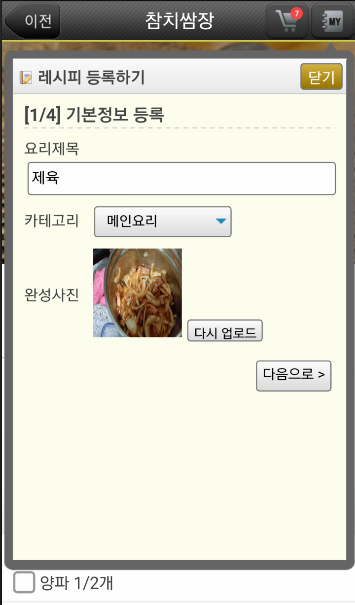 이전
참치쌈장
7
MY
레시피 등록하기
닫기
[1/4] 기본정보 등록
요리제목
제육
카테고리
메인요리
완성사진
다시 업로드
다음으로 >
양파 1/2개